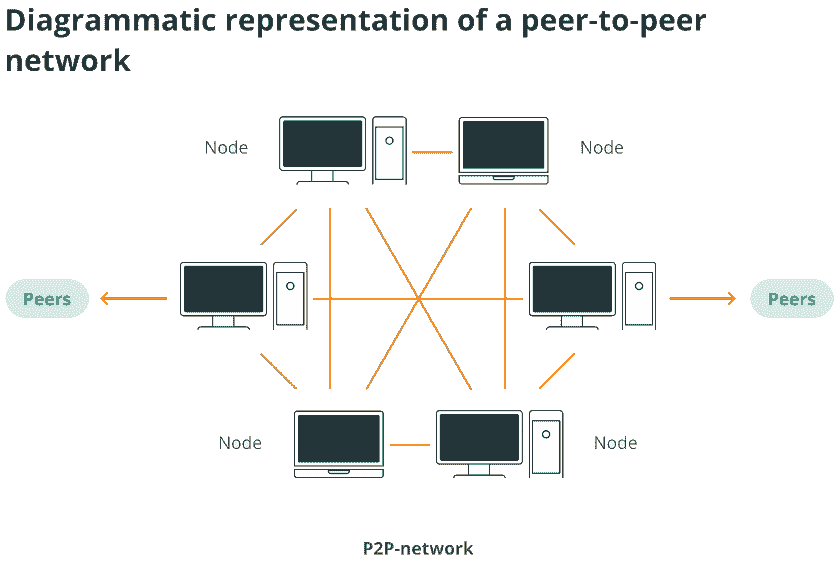 Diagrammatic representation of a peer-to-peer
network
Node
Node
Peers
Peers
Node
Node
P2P-network